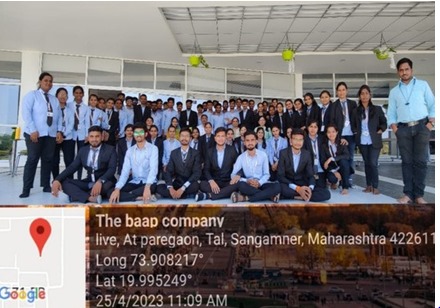 The baap company
live, At paregaon, Tal, Sangamner, Maharashtra 422611
Long 73.908217°
Lat 19.995249°
25/4/2023 11:09 AM
Google